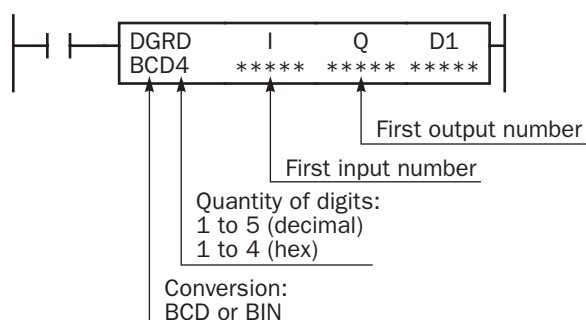 DGRD I Q D1
BCD4 ***** ***** *****
First output number
First input number
Quantity of digits:
1 to 5 (decimal)
1 to 4 (hex)
Conversion:
BCD or BIN